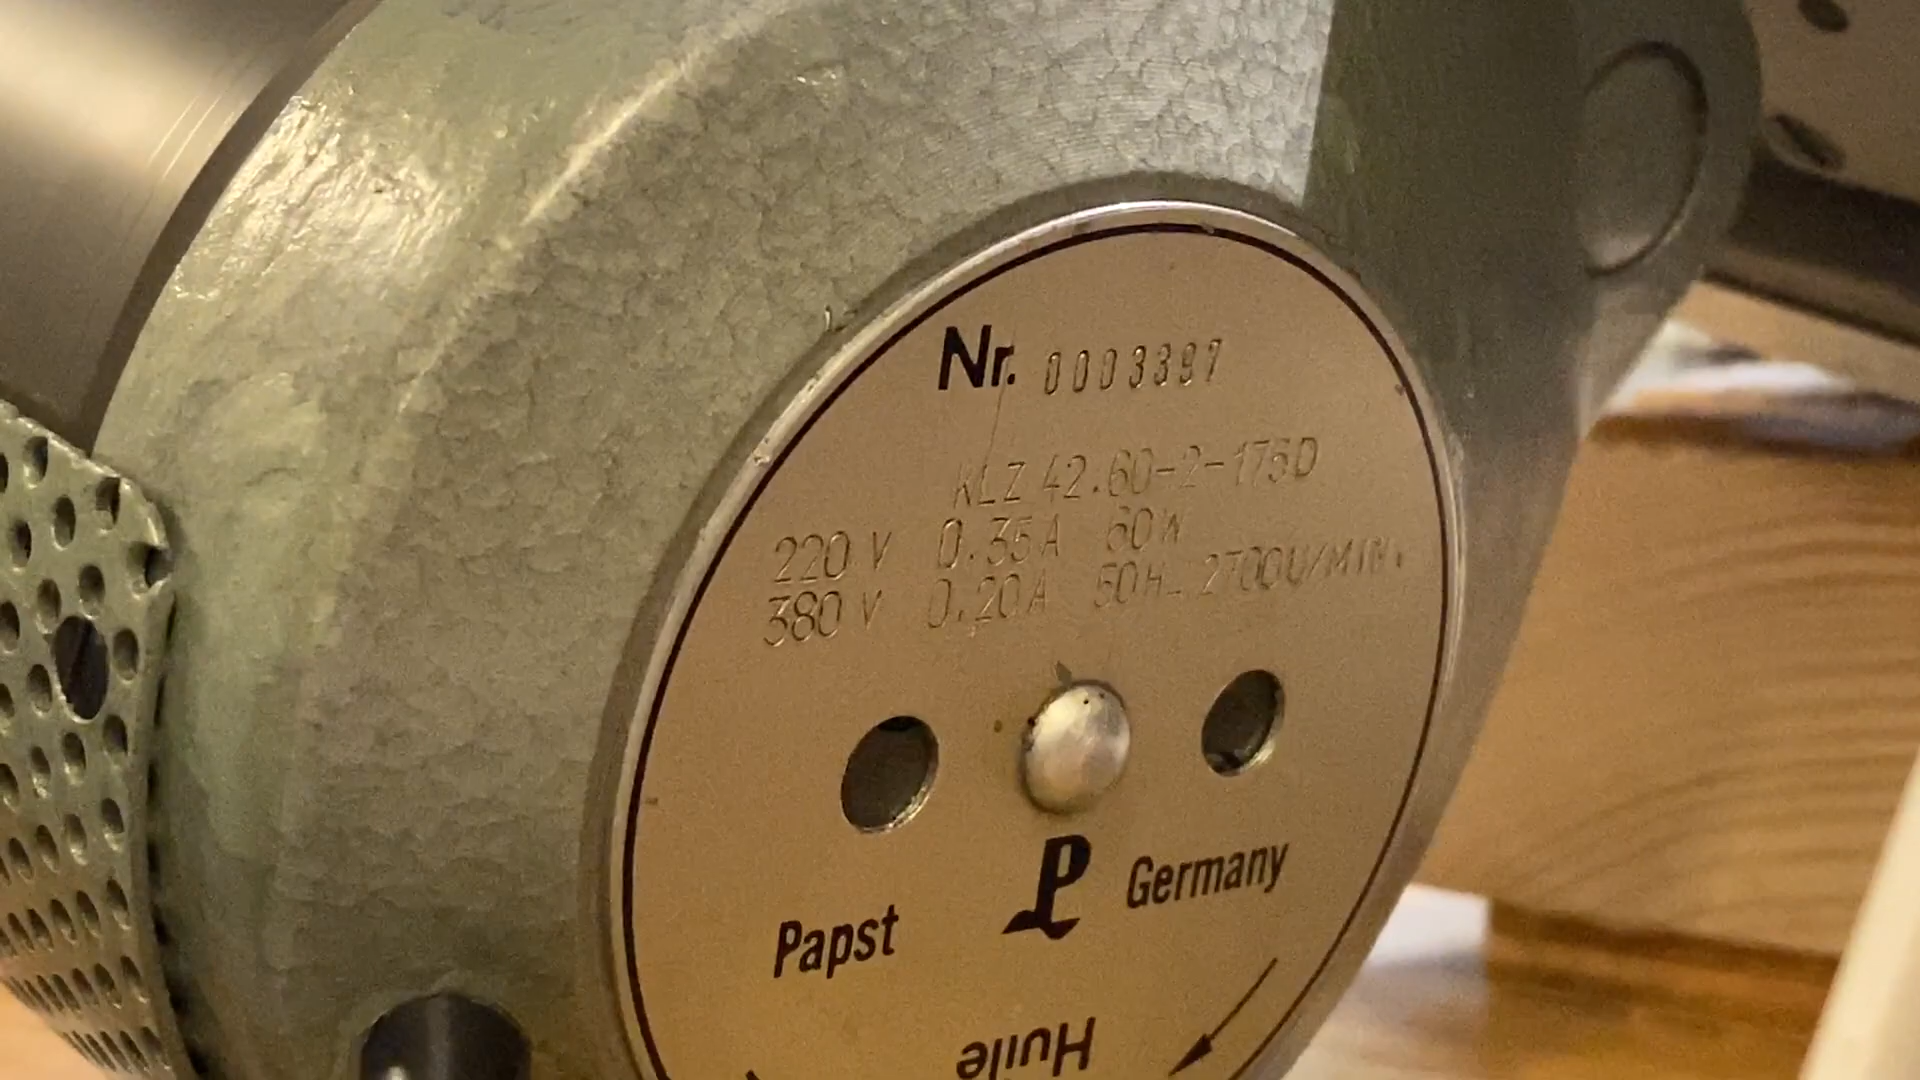 Nr. 0003397
KLZ 42.60-2-175D
220 V 0.35A 60W
380 V 0.20A 50Hz 2700U/MIN.
Papst Germany
Huile